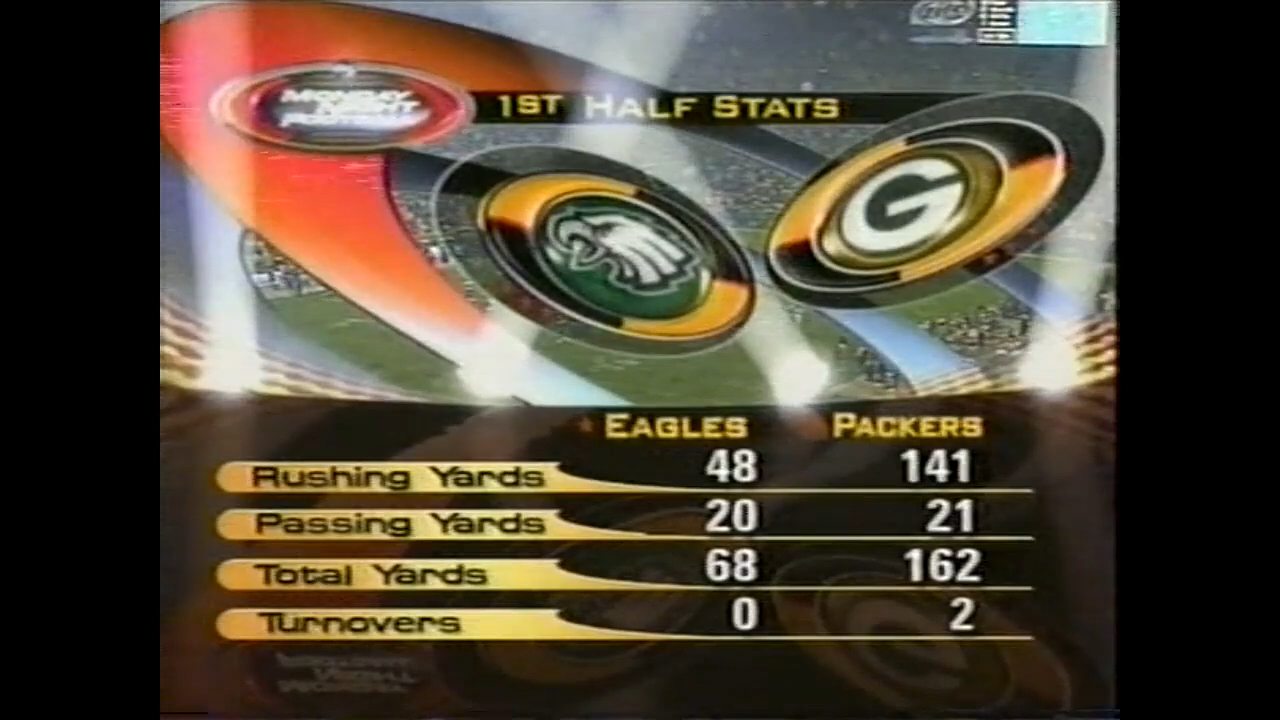 MONDAY
NIGHT
FOOTBALL
1ST HALF STATS
G
EAGLES PACKERS
Rushing Yards 48 141
Passing Yards 20 21
Total Yards 68 162
Turnovers 0 2